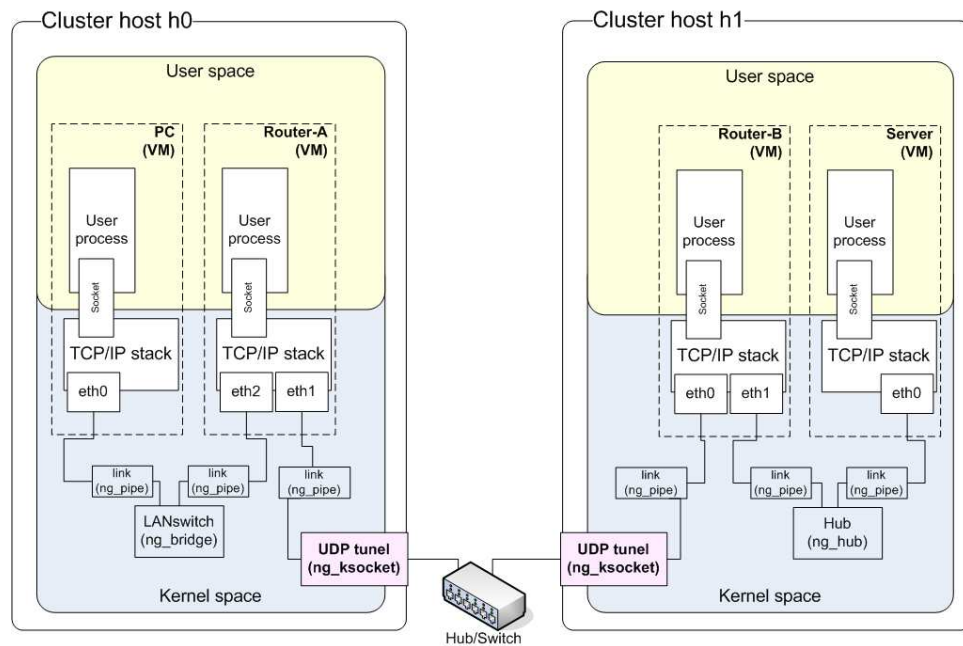 Cluster host h0
User space
PC
(VM)
Router-A
(VM)
User
process
User
process
Socket
Socket
TCP/IP stack
TCP/IP stack
eth0
eth2
eth1
link
(ng_pipe)
link
(ng_pipe)
link
(ng_pipe)
LANswitch
(ng_bridge)
UDP tunel
(ng_ksocket)
Kernel space
Hub/Switch
Cluster host h1
User space
Router-B
(VM)
Server
(VM)
User
process
User
process
Socket
Socket
TCP/IP stack
TCP/IP stack
eth0
eth1
eth0
link
(ng_pipe)
link
(ng_pipe)
link
(ng_pipe)
Hub
(ng_hub)
UDP tunel
(ng_ksocket)
Kernel space